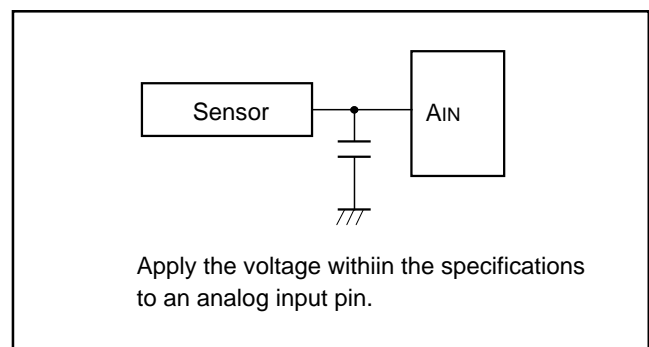 Sensor
AIN
Apply the voltage withiin the specifications
to an analog input pin.